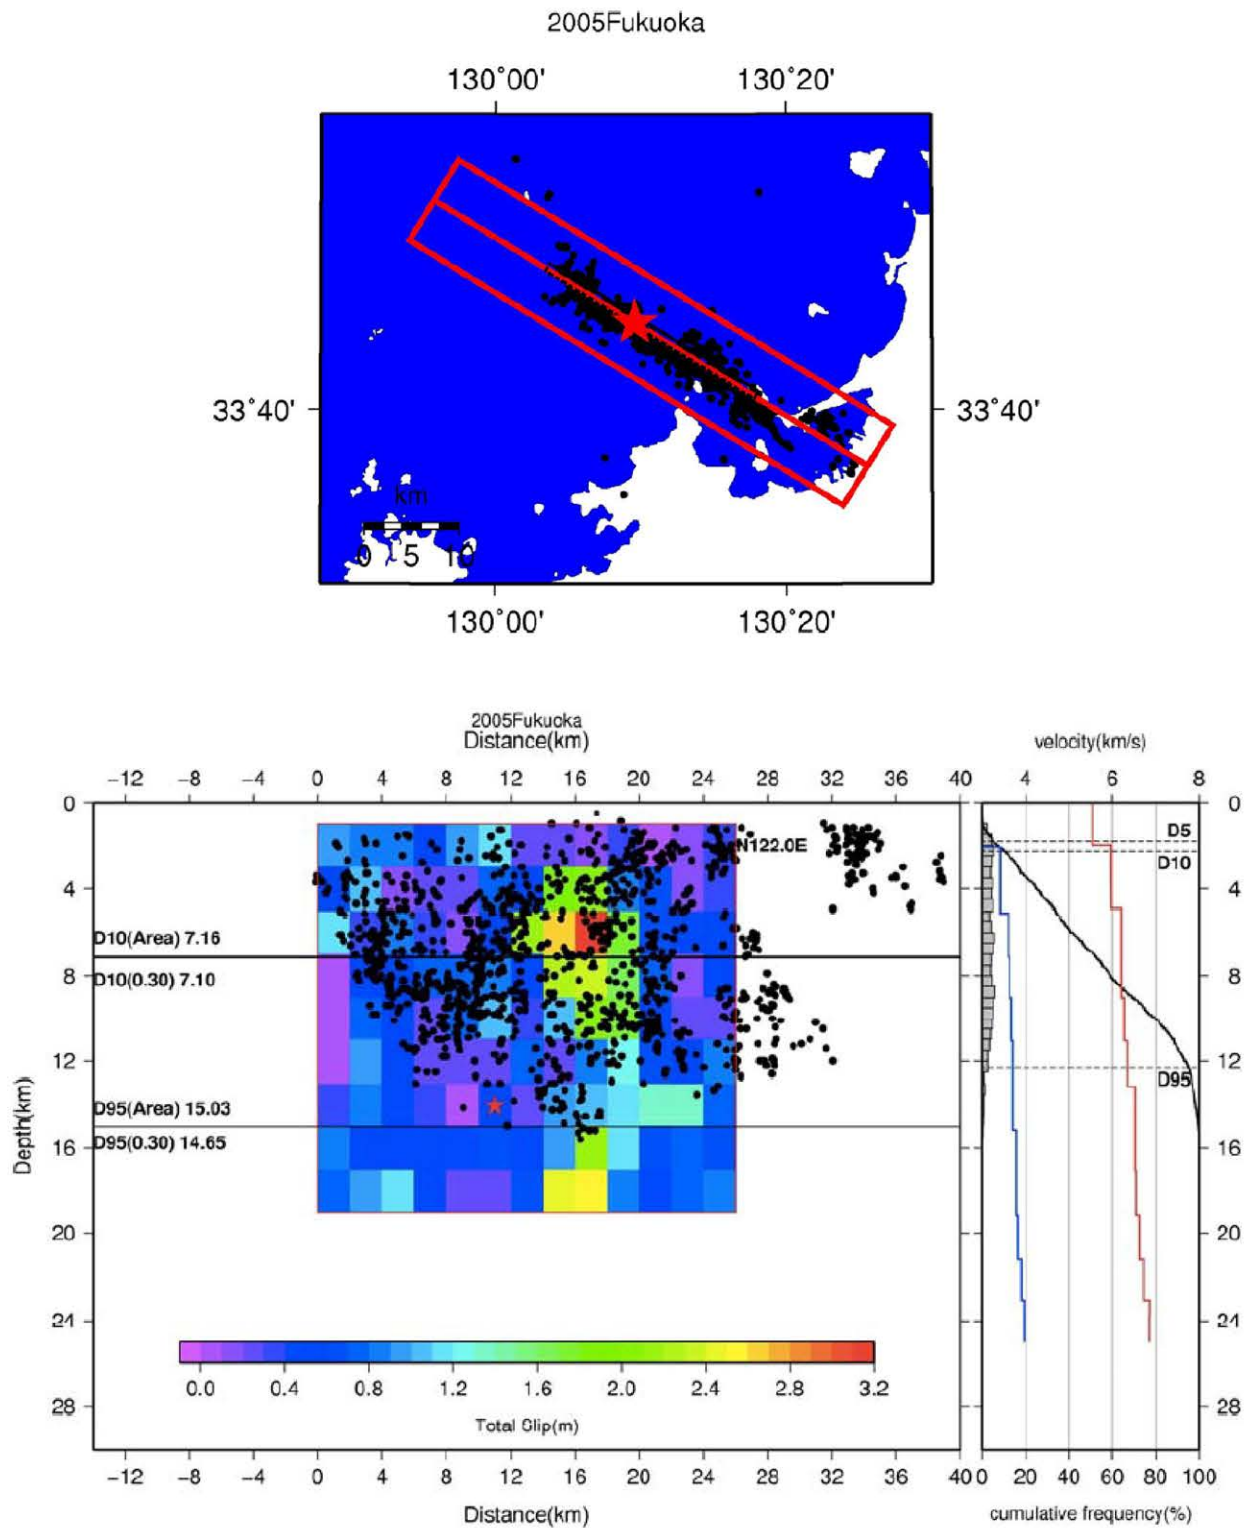 2005Fukuoka
130°00' 130°20'
33°40' 33°40'
km
0 5 10
130°00' 130°20'
2005Fukuoka
Distance(km) velocity(km/s)
−12 −8 −4 0 4 8 12 16 20 24 28 32 36 40 4 6 8
0 0
D5
N122.0E
D10
4 4
D10(Area) 7.16
8 8
D10(0.30) 7.10
12 12
D95
D95(Area) 15.03
D95(0.30) 14.65
16 16
Depth(km)
20 20
24 24
0.0 0.4 0.8 1.2 1.6 2.0 2.4 2.8 3.2
28 28
Total Slip(m)
−12 −8 −4 0 4 8 12 16 20 24 28 32 36 40 0 20 40 60 80 100
Distance(km) cumulative frequency(%)